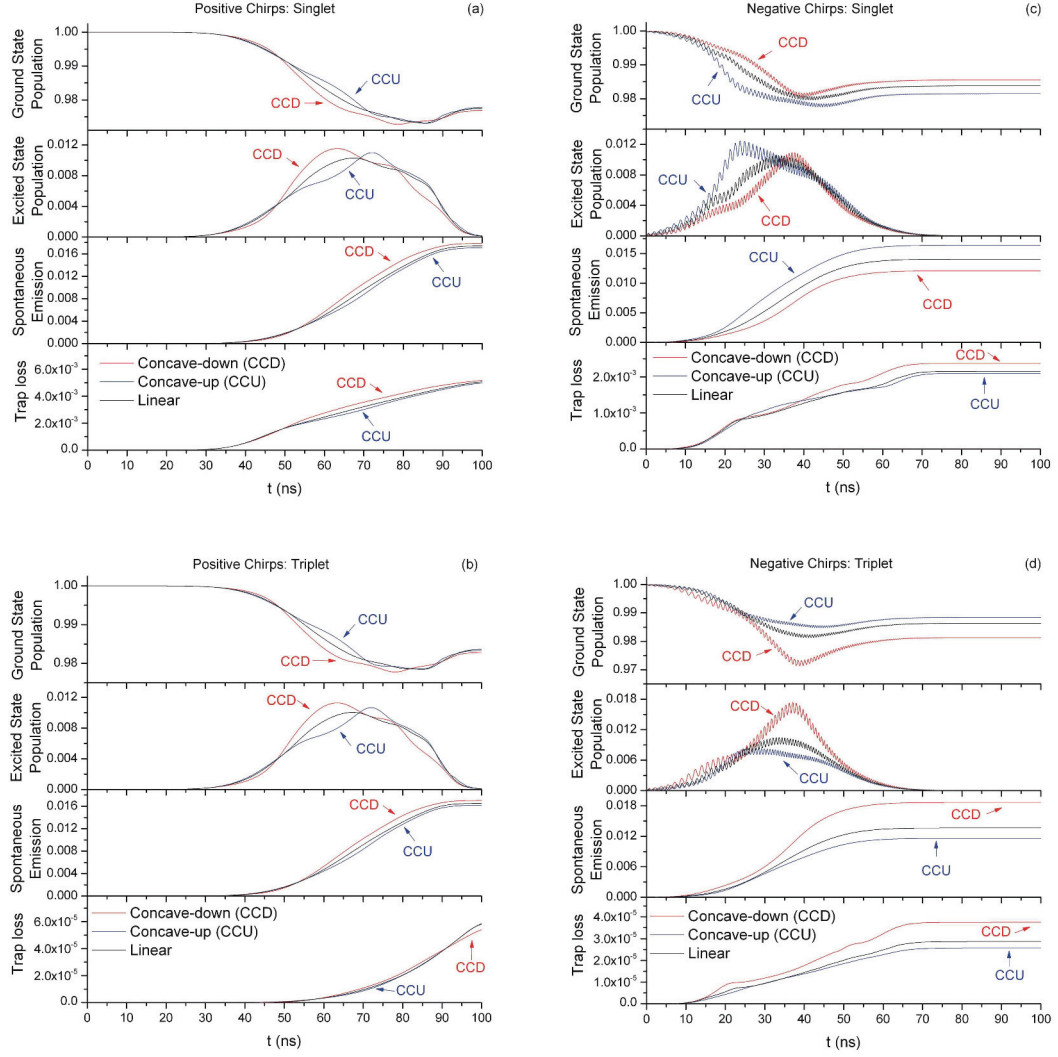 Positive Chirps: Singlet (a)
1.00
0.99
0.98
Ground State
Population
CCU
CCD
0.012
0.008
0.004
0.000
Excited State
Population
CCD
CCU
0.016
0.012
0.008
0.004
Spontaneous
Emission
CCD
CCU
6.0x10⁻³
4.0x10⁻³
2.0x10⁻³
0.0
Trap loss
Concave-down (CCD)
Concave-up (CCU)
Linear
CCD
CCU
0 10 20 30 40 50 60 70 80 90 100
t (ns)
Negative Chirps: Singlet (c)
1.00
0.99
0.98
Ground State
Population
CCD
CCU
0.012
0.008
0.004
0.000
Excited State
Population
CCU
CCD
0.015
0.010
0.005
0.000
Spontaneous
Emission
CCU
CCD
2.0x10⁻³
1.0x10⁻³
0.0
Trap loss
Concave-down (CCD)
Concave-up (CCU)
Linear
CCD
CCU
0 10 20 30 40 50 60 70 80 90 100
t (ns)
Positive Chirps: Triplet (b)
1.00
0.99
0.98
Ground State
Population
CCU
CCD
0.012
0.008
0.004
0.000
Excited State
Population
CCD
CCU
0.016
0.012
0.008
0.004
0.000
Spontaneous
Emission
CCD
CCU
6.0x10⁻⁵
4.0x10⁻⁵
2.0x10⁻⁵
0.0
Trap loss
Concave-down (CCD)
Concave-up (CCU)
Linear
CCD
CCU
0 10 20 30 40 50 60 70 80 90 100
t (ns)
Negative Chirps: Triplet (d)
1.00
0.99
0.98
0.97
Ground State
Population
CCU
CCD
0.018
0.012
0.006
0.000
Excited State
Population
CCD
CCU
0.018
0.012
0.006
0.000
Spontaneous
Emission
CCD
CCU
4.0x10⁻⁵
3.0x10⁻⁵
2.0x10⁻⁵
1.0x10⁻⁵
0.0
Trap loss
Concave-down (CCD)
Concave-up (CCU)
Linear
CCD
CCU
0 10 20 30 40 50 60 70 80 90 100
t (ns)